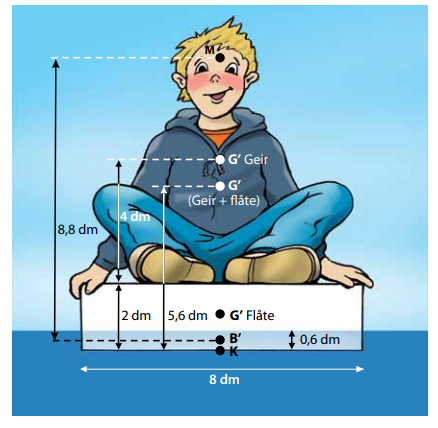 M
G’ Geir
G’
(Geir + flåte)
4 dm
8,8 dm
2 dm
5,6 dm
G’ Flåte
B’
0,6 dm
K
8 dm